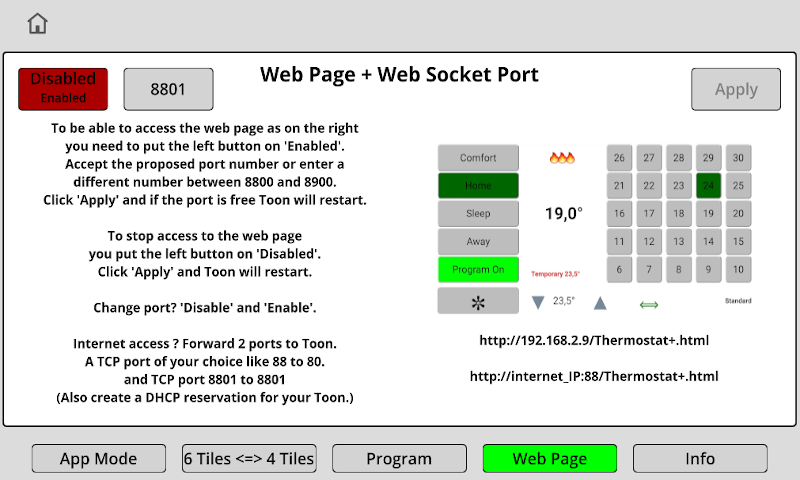 Web Page + Web Socket Port
Disabled
Enabled
8801
Apply
To be able to access the web page as on the right
you need to put the left button on 'Enabled'.
Accept the proposed port number or enter a
different number between 8800 and 8900.
Click 'Apply' and if the port is free Toon will restart.
To stop access to the web page
you put the left button on 'Disabled'.
Click 'Apply' and Toon will restart.
Change port? 'Disable' and 'Enable'.
Internet access ? Forward 2 ports to Toon.
A TCP port of your choice like 88 to 80.
and TCP port 8801 to 8801
(Also create a DHCP reservation for your Toon.)
Comfort
Home
Sleep
Away
Program On
19,0°
Temporary 23,5°
23,5°
26 27 28 29 30
21 22 23 24 25
16 17 18 19 20
11 12 13 14 15
6 7 8 9 10
Standard
http://192.168.2.9/Thermostat+.html
http://internet_IP:88/Thermostat+.html
App Mode
6 Tiles <=> 4 Tiles
Program
Web Page
Info